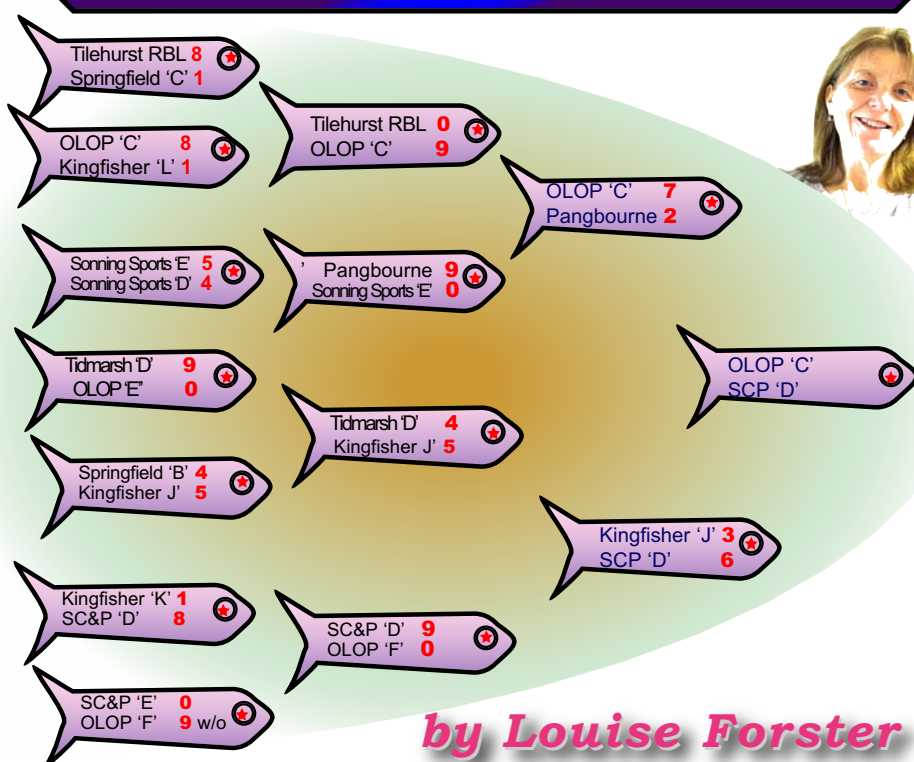 Tilehurst RBL 8
Springfield ‘C’ 1
OLOP ‘C’ 8
Kingfisher ‘L’ 1
Sonning Sports ‘E’ 5
Sonning Sports ‘D’ 4
Tidmarsh ‘D’ 9
OLOP ‘E’’ 0
Springfield ‘B’ 4
Kingfisher J’ 5
Kingfisher ‘K’ 1
SC&P ‘D’ 8
SC&P ‘E’ 0
OLOP ‘F’ 9 w/o
Tilehurst RBL 0
OLOP ‘C’ 9
’ Pangbourne 9
Sonning Sports ‘E’ 0
Tidmarsh ‘D’ 4
Kingfisher J’ 5
SC&P ‘D’ 9
OLOP ‘F’ 0
OLOP ‘C’ 7
Pangbourne 2
Kingfisher ‘J’ 3
SCP ‘D’ 6
OLOP ‘C’
SCP ‘D’
by Louise Forster